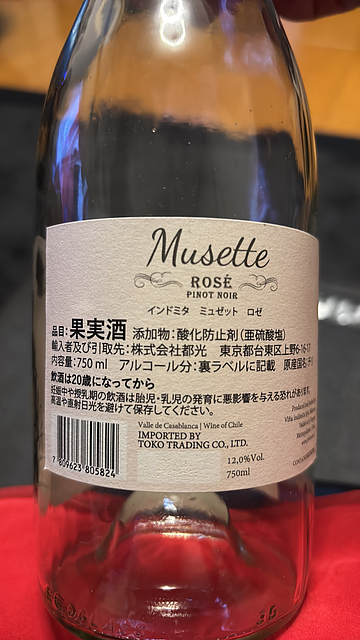 Musette
ROSÉ
PINOT NOIR
インドミタ ミュゼット ロゼ
品目:果実酒 添加物:酸化防止剤(亜硫酸塩)
輸入者及び引取先:株式会社都光 東京都台東区上野6-16-17
内容量:750ml アルコール分:裏ラベルに記載 原産国名:チリ
飲酒は20歳になってから
妊娠中や授乳期の飲酒は胎児・乳児の発育に悪影響を与える恐れがあります。
高温や直射日光を避けて保存してください。
Valle de Casablanca | Wine of Chile
IMPORTED BY
TOKO TRADING CO., LTD.
12,0%Vol.
750ml
7 809623 805824